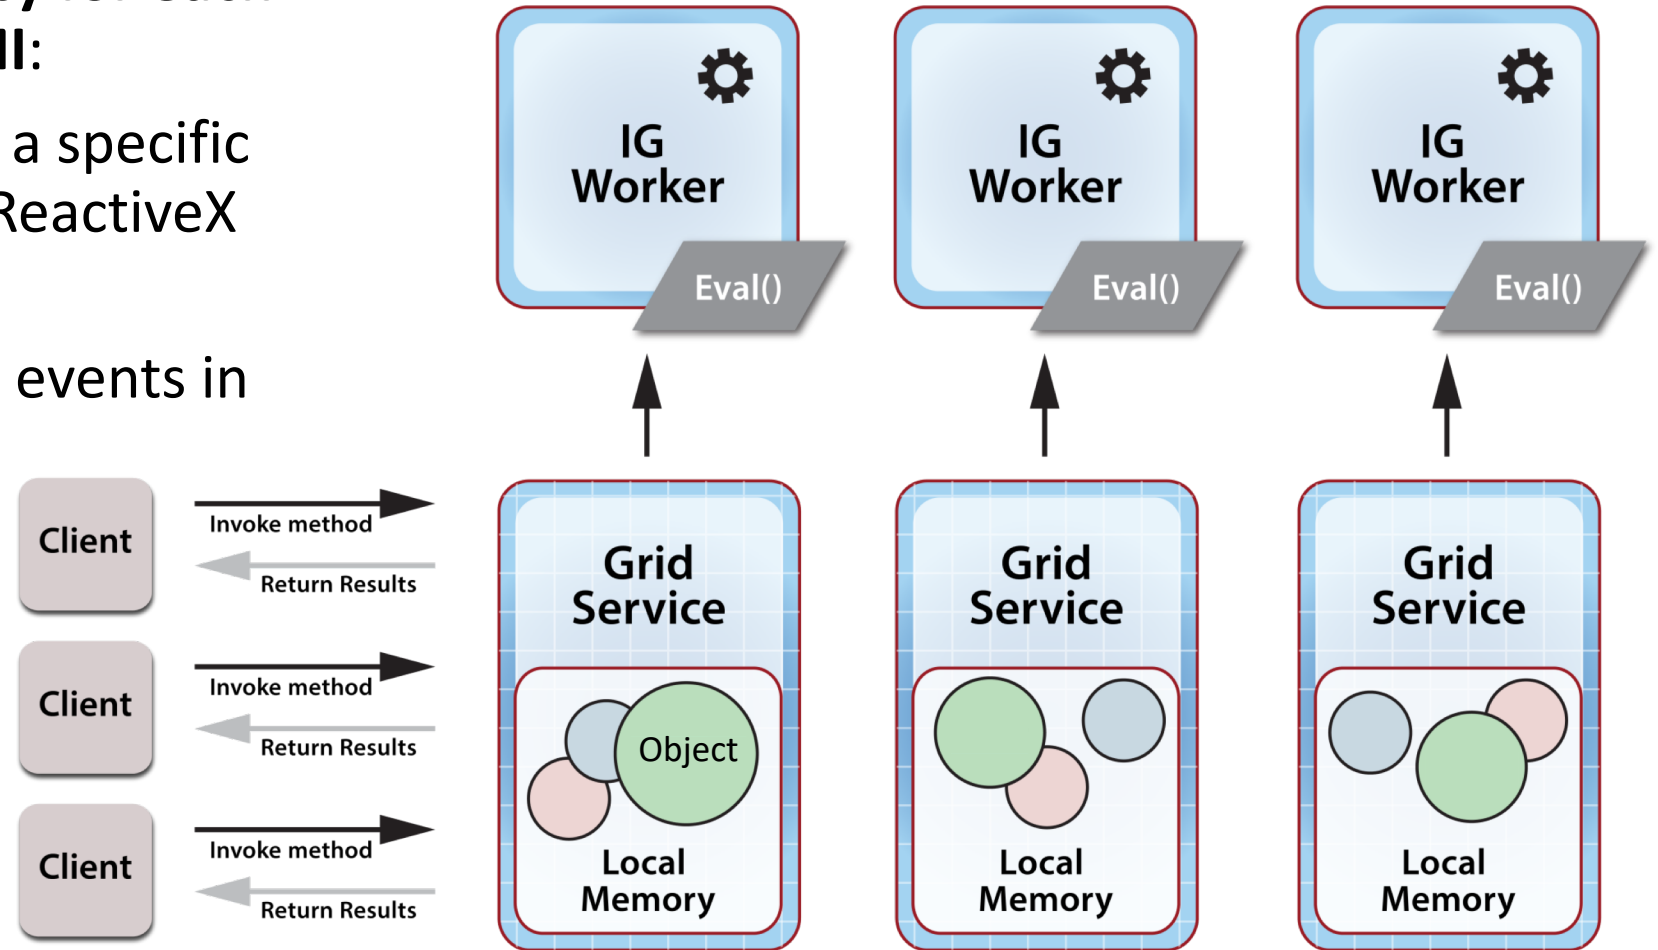 ll:
a specific
ReactiveX
events in
IG
Worker
Eval()
IG
Worker
Eval()
IG
Worker
Eval()
Client
Invoke method
Return Results
Client
Invoke method
Return Results
Client
Invoke method
Return Results
Grid
Service
Object
Local
Memory
Grid
Service
Local
Memory
Grid
Service
Local
Memory